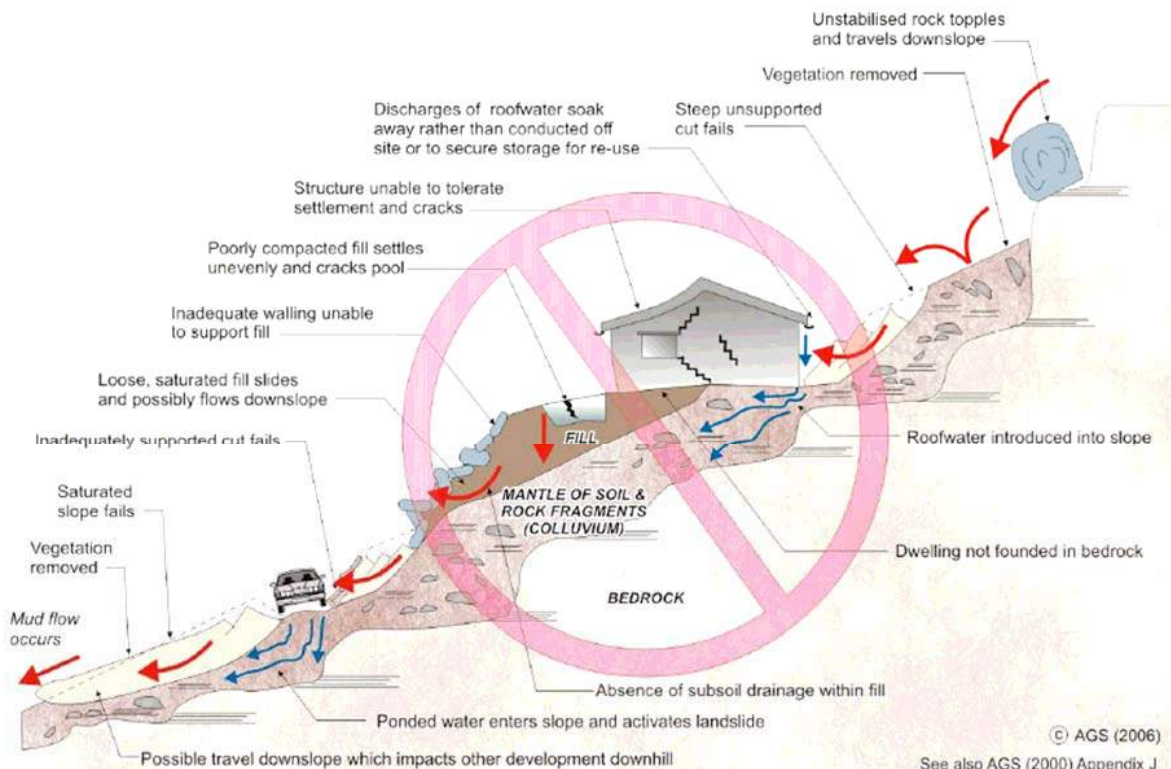 Unstabilised rock topples
and travels downslope
Vegetation removed
Discharges of roofwater soak
away rather than conducted off
site or to secure storage for re-use
Steep unsupported
cut fails
Structure unable to tolerate
settlement and cracks
Poorly compacted fill settles
unevenly and cracks pool
Inadequate walling unable
to support fill
Loose, saturated fill slides
and possibly flows downslope
Inadequately supported cut fails
Saturated
slope fails
Vegetation
removed
Mud flow
occurs
FILL
MANTLE OF SOIL &
ROCK FRAGMENTS
(COLLUVIUM)
BEDROCK
Roofwater introduced into slope
Dwelling not founded in bedrock
Absence of subsoil drainage within fill
Ponded water enters slope and activates landslide
Possible travel downslope which impacts other development downhill
© AGS (2006)
See also AGS (2000) Appendix J